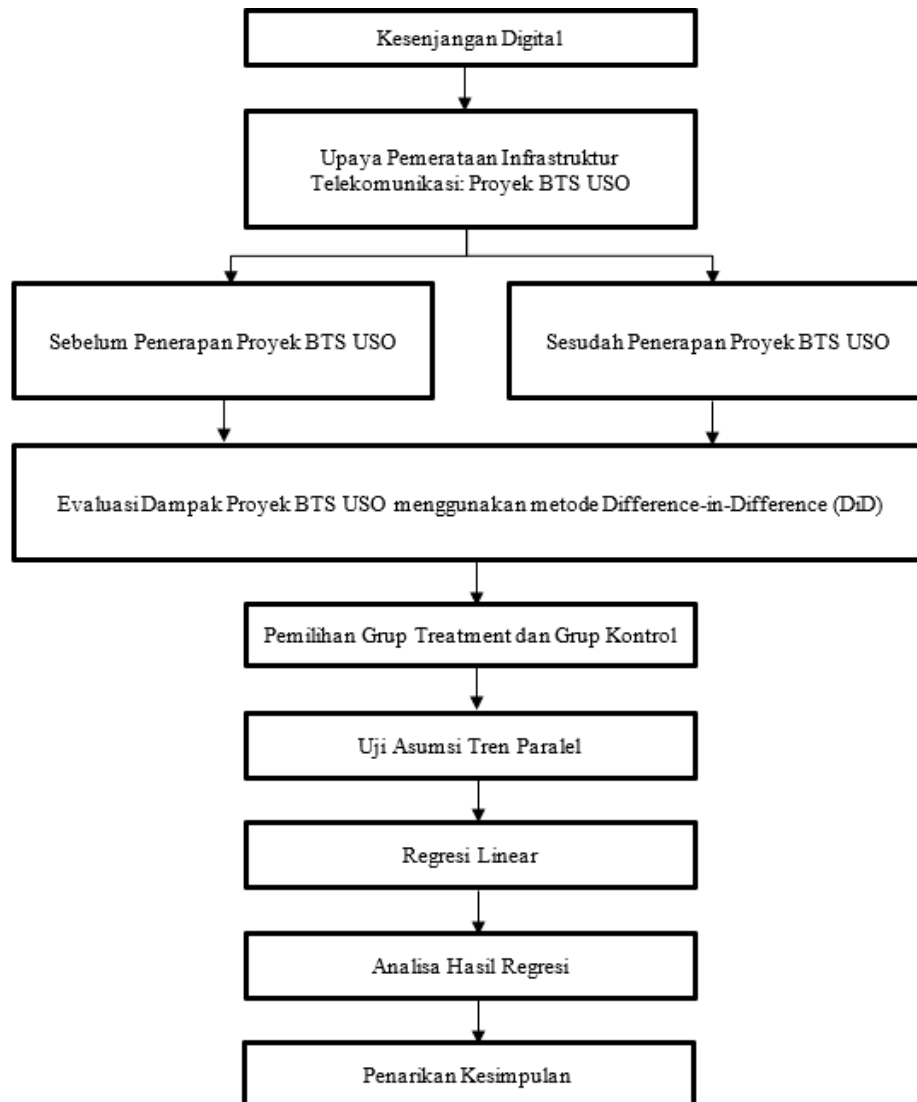 Kesenjangan Digital
Upaya Pemerataan Infrastruktur
Telekomunikasi: Proyek BTS USO
Sebelum Penerapan Proyek BTS USO
Sesudah Penerapan Proyek BTS USO
Evaluasi Dampak Proyek BTS USO menggunakan metode Difference-in-Difference (DiD)
Pemilihan Grup Treatment dan Grup Kontrol
Uji Asumsi Tren Paralel
Regresi Linear
Analisa Hasil Regresi
Penarikan Kesimpulan